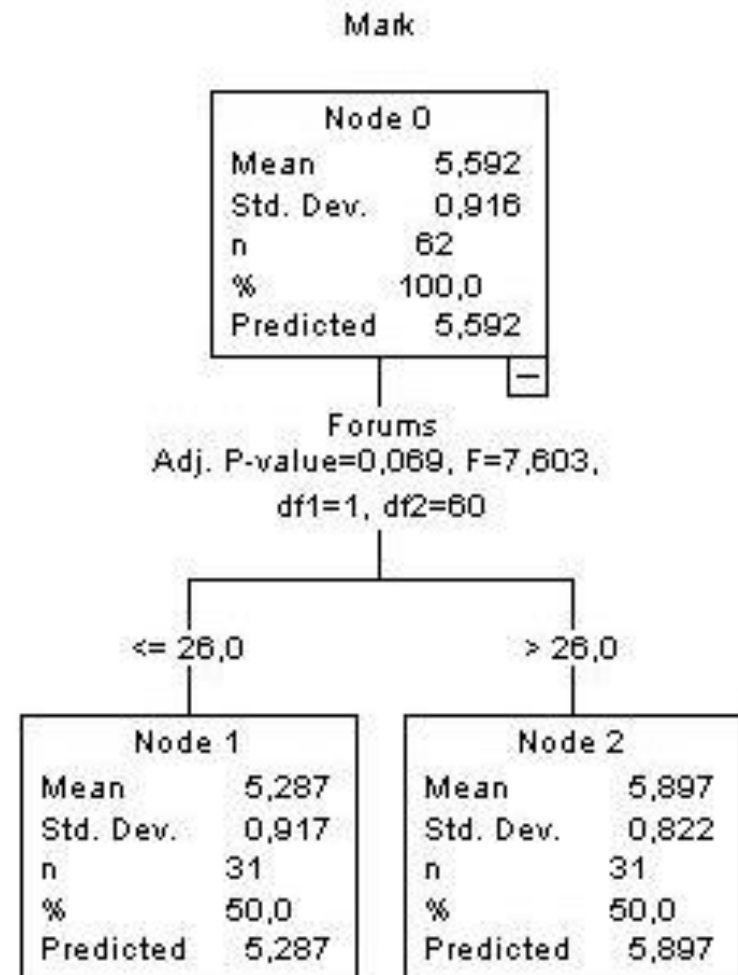 Mark
Node 0
Mean 5,592
Std. Dev. 0,916
n 62
% 100,0
Predicted 5,592
Forums
Adj. P-value=0,069, F=7,603,
df1=1, df2=60
<= 26,0 > 26,0
Node 1
Mean 5,287
Std. Dev. 0,917
n 31
% 50,0
Predicted 5,287
Node 2
Mean 5,897
Std. Dev. 0,822
n 31
% 50,0
Predicted 5,897